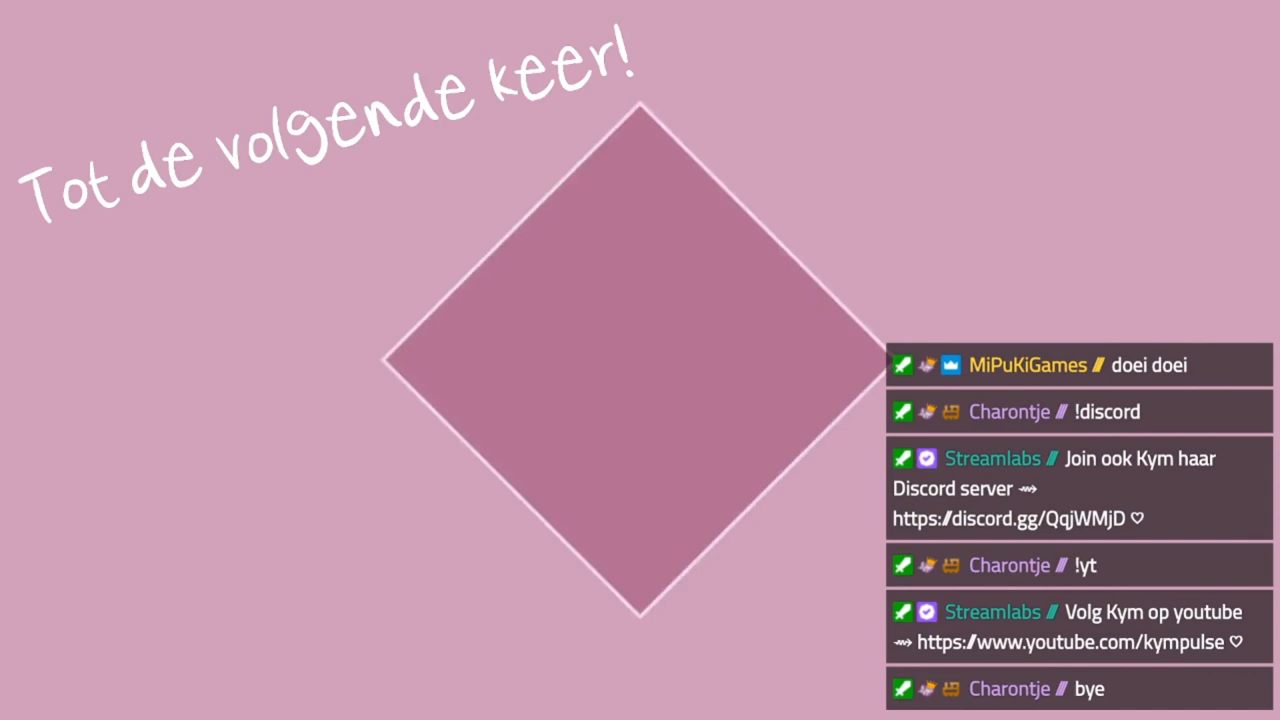 Tot de volgende keer!
MiPuKiGames /// doei doei
Charontje /// !discord
Streamlabs /// Join ook Kym haar
Discord server ⇝
https://discord.gg/QqjWMjD ♡
Charontje /// !yt
Streamlabs /// Volg Kym op youtube
⇝ https://www.youtube.com/kympulse ♡
Charontje /// bye